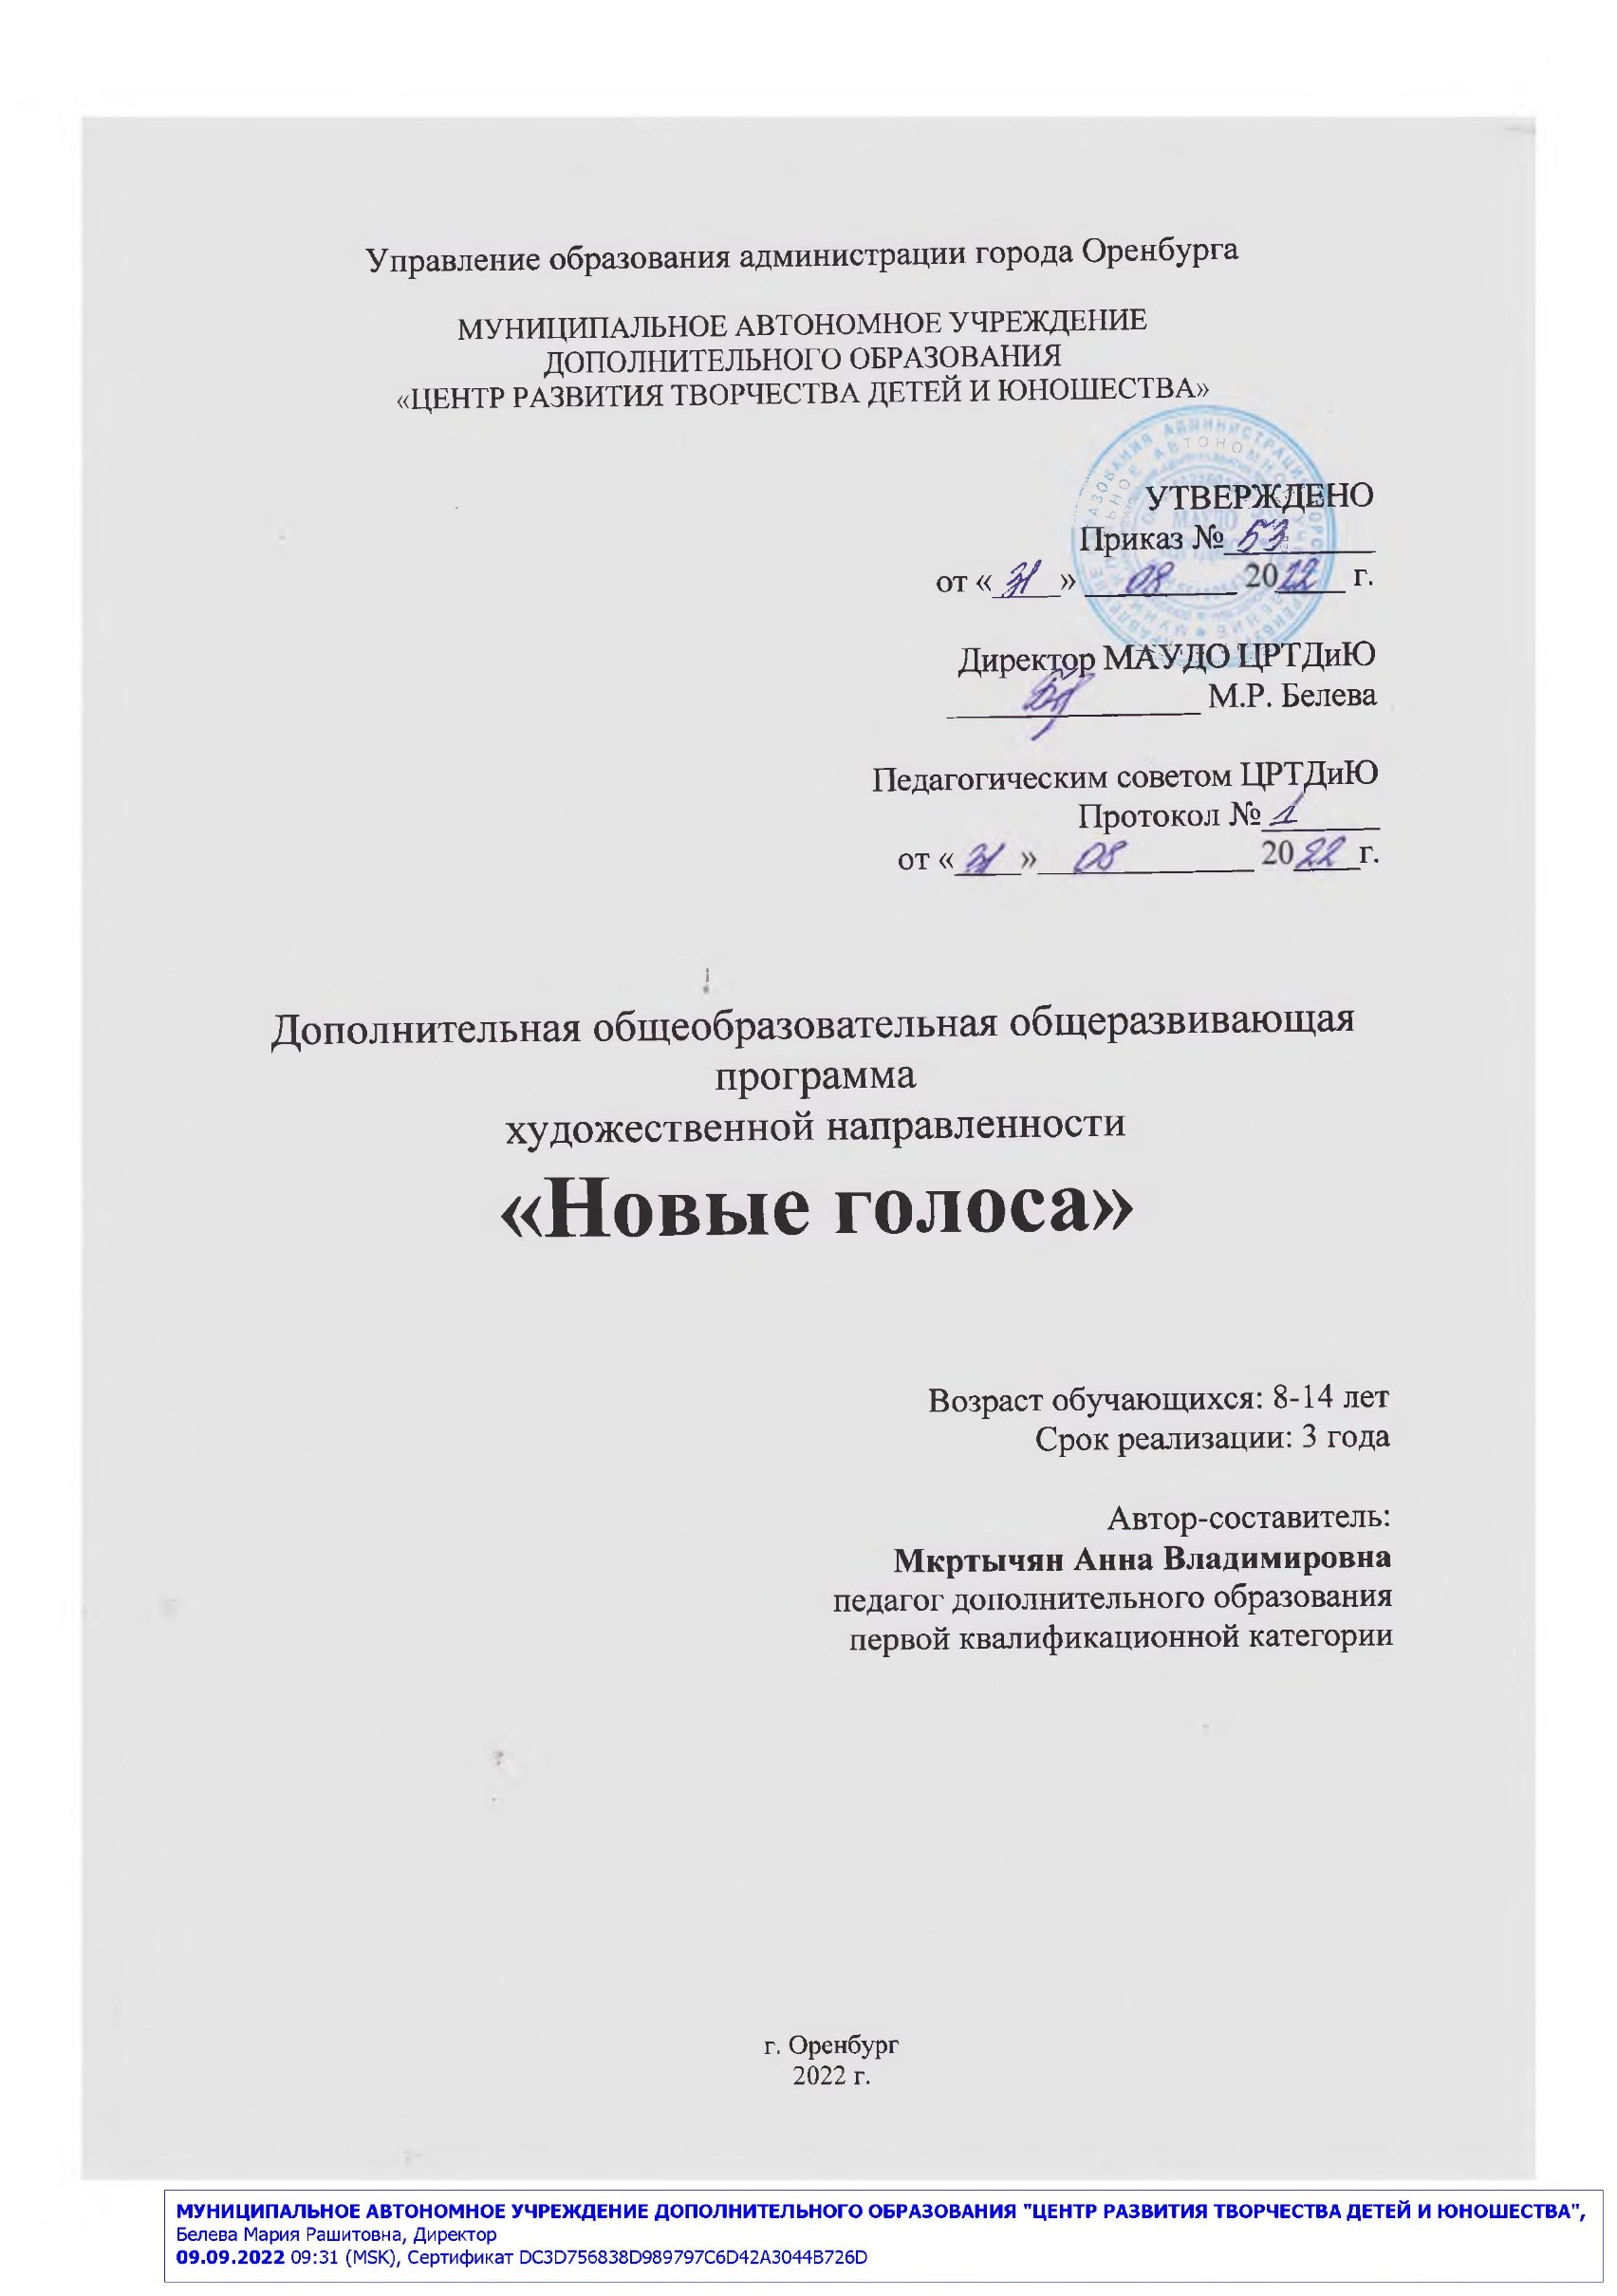 Управление образования администрации города Оренбурга
МУНИЦИПАЛЬНОЕ АВТОНОМНОЕ УЧРЕЖДЕНИЕ
ДОПОЛНИТЕЛЬНОГО ОБРАЗОВАНИЯ
«ЦЕНТР РАЗВИТИЯ ТВОРЧЕСТВА ДЕТЕЙ И ЮНОШЕСТВА»
УТВЕРЖДЕНО
Приказ № 53
от « 31 » 08 2022 г.
Директор МАУДО ЦРТДиЮ
М.Р. Белева
Педагогическим советом ЦРТДиЮ
Протокол № 1
от « 31 » 08 2022 г.
Дополнительная общеобразовательная общеразвивающая
программа
художественной направленности
«Новые голоса»
Возраст обучающихся: 8-14 лет
Срок реализации: 3 года
Автор-составитель:
Мкртычян Анна Владимировна
педагог дополнительного образования
первой квалификационной категории
г. Оренбург
2022 г.
МУНИЦИПАЛЬНОЕ АВТОНОМНОЕ УЧРЕЖДЕНИЕ ДОПОЛНИТЕЛЬНОГО ОБРАЗОВАНИЯ "ЦЕНТР РАЗВИТИЯ ТВОРЧЕСТВА ДЕТЕЙ И ЮНОШЕСТВА",
Белева Мария Рашитовна, Директор
09.09.2022 09:31 (MSK), Сертификат DC3D756838D989797C6D42A3044B726D